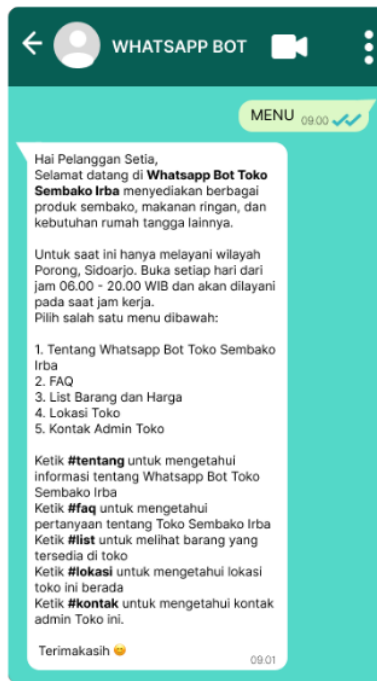 WHATSAPP BOT
MENU 09.00
Hai Pelanggan Setia,
Selamat datang di Whatsapp Bot Toko
Sembako Irba menyediakan berbagai
produk sembako, makanan ringan, dan
kebutuhan rumah tangga lainnya.
Untuk saat ini hanya melayani wilayah
Porong, Sidoarjo. Buka setiap hari dari
jam 06.00 - 20.00 WIB dan akan dilayani
pada saat jam kerja.
Pilih salah satu menu dibawah:
1. Tentang Whatsapp Bot Toko Sembako
Irba
2. FAQ
3. List Barang dan Harga
4. Lokasi Toko
5. Kontak Admin Toko
Ketik #tentang untuk mengetahui
informasi tentang Whatsapp Bot Toko
Sembako Irba
Ketik #faq untuk mengetahui
pertanyaan tentang Toko Sembako Irba
Ketik #list untuk melihat barang yang
tersedia di toko
Ketik #lokasi untuk mengetahui lokasi
toko ini berada
Ketik #kontak untuk mengetahui kontak
admin Toko ini.
Terimakasih 😊
09.01